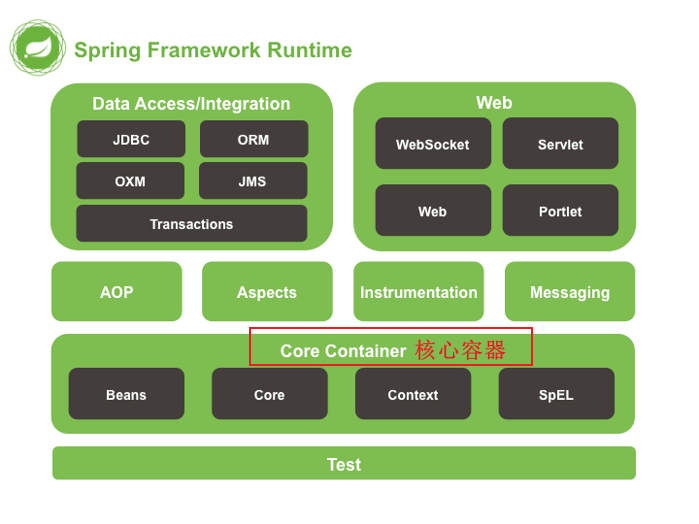 Spring Framework Runtime
Data Access/Integration
JDBC
ORM
OXM
JMS
Transactions
Web
WebSocket
Servlet
Web
Portlet
AOP
Aspects
Instrumentation
Messaging
Core Container 核心容器
Beans
Core
Context
SpEL
Test